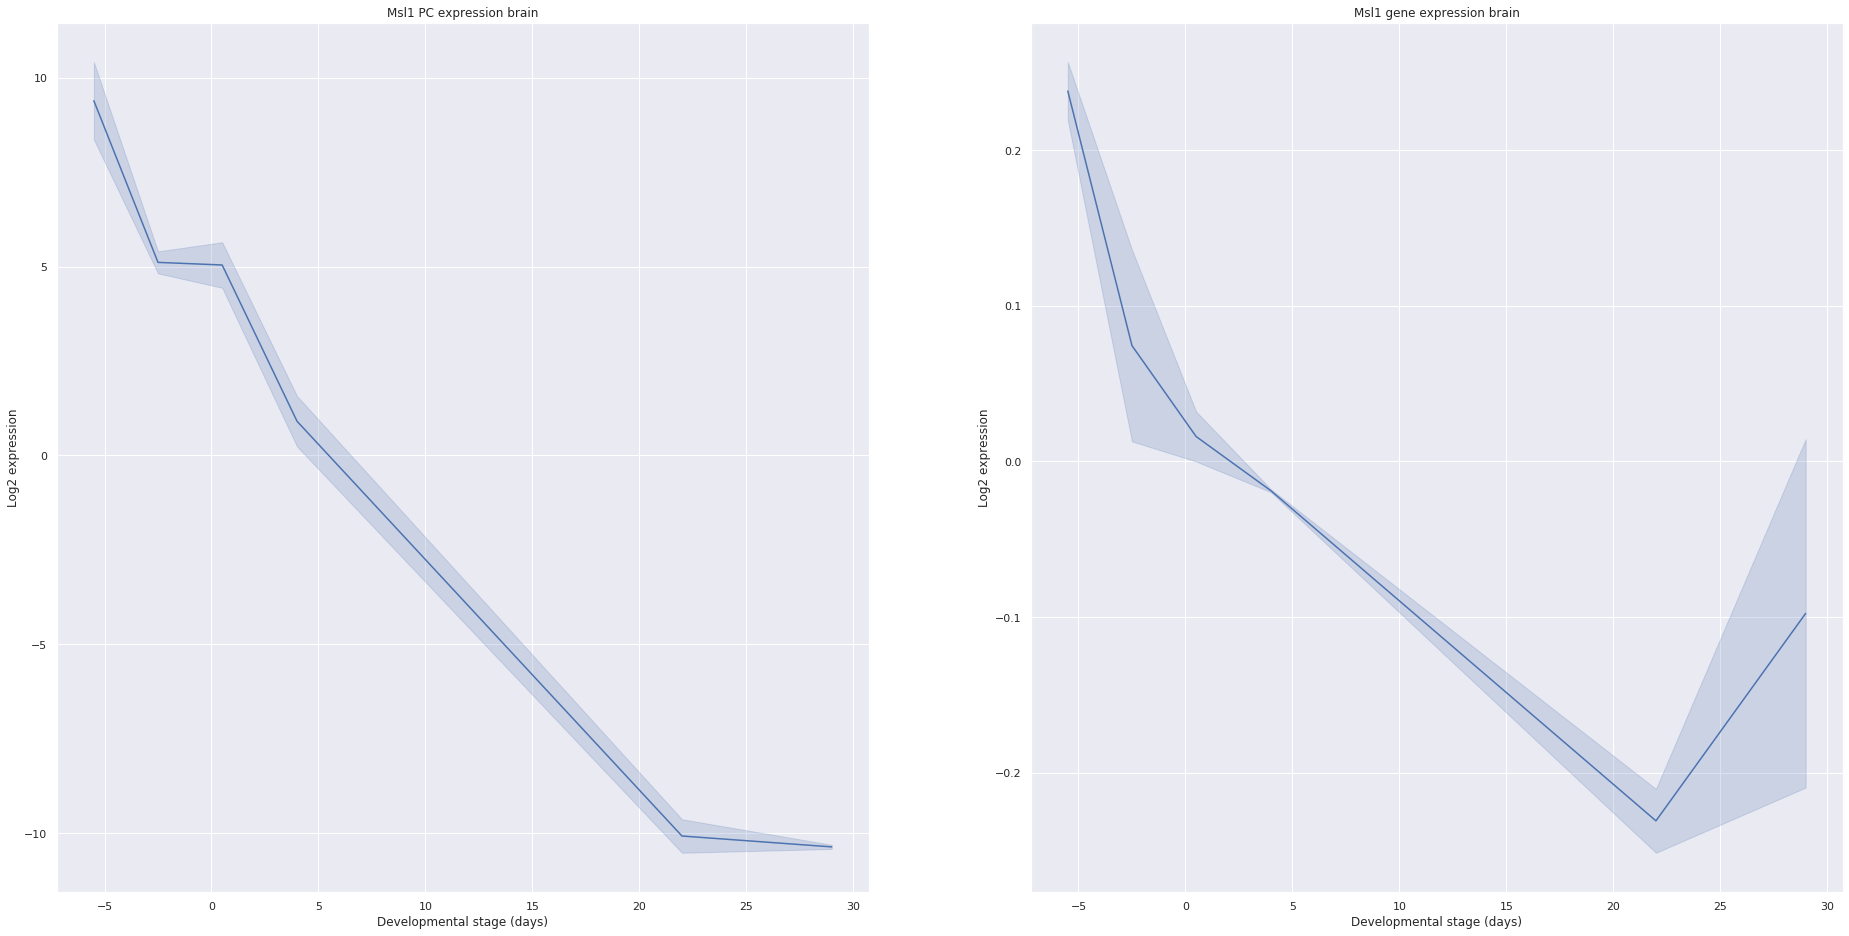 Msl1 PC expression brain
10
5
0
−5
−10
Log2 expression
−5 0 5 10 15 20 25 30
Developmental stage (days)
Msl1 gene expression brain
0.2
0.1
0.0
−0.1
−0.2
Log2 expression
−5 0 5 10 15 20 25 30
Developmental stage (days)